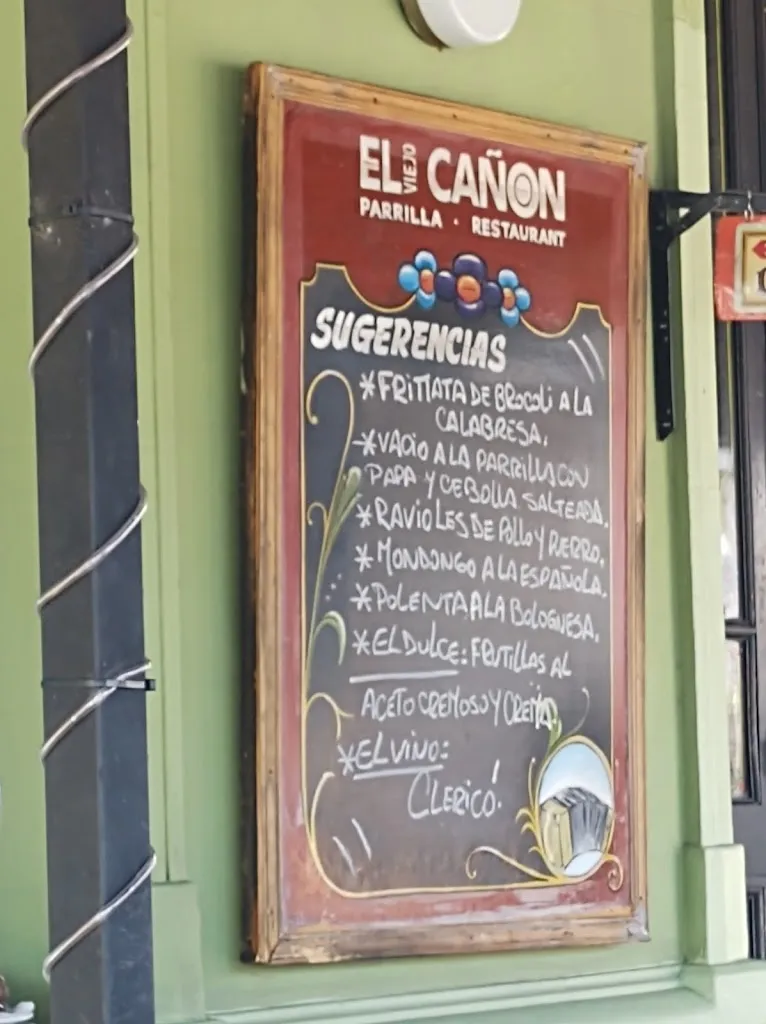 EL VIEJO CAÑON
PARRILLA · RESTAURANT
SUGERENCIAS
*FRITTATA DE BROCOLI A LA
CALABRESA.
*VACIO A LA PARRILLA CON
PAPA Y CEBOLLA SALTEADA.
*RAVIOLES DE POLLO Y PUERRO.
*MONDONGO A LA ESPAÑOLA.
*POLENTA A LA BOLOGNESA.
*EL DULCE: FRUTILLAS AL
ACETO CREMOSO Y CREMA.
*EL VINO:
CLERICÓ.